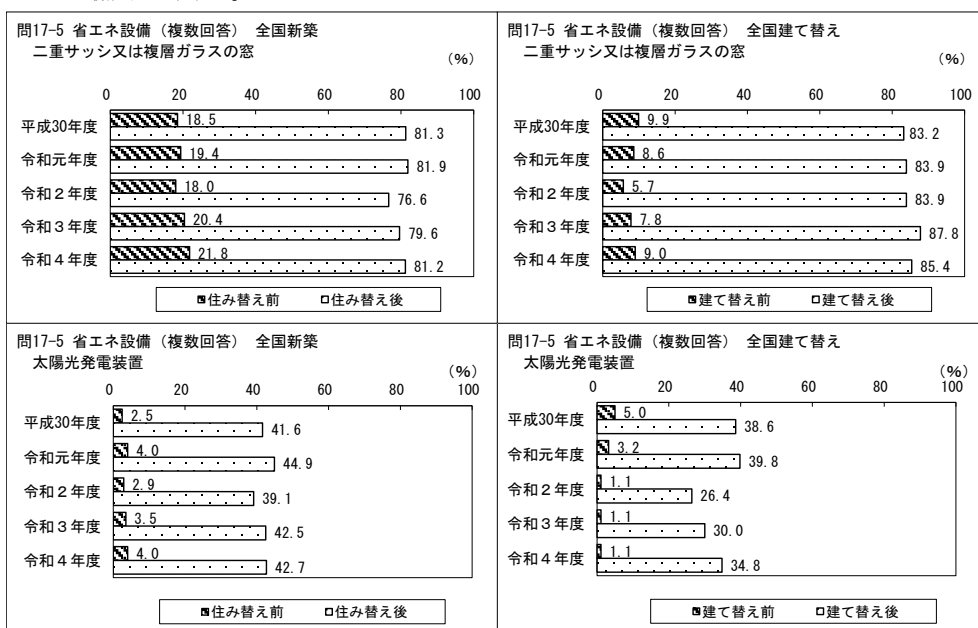 問17-5 省エネ設備（複数回答） 全国新築
二重サッシ又は複層ガラスの窓
(%)
0 20 40 60 80 100
平成30年度 18.5 81.3
令和元年度 19.4 81.9
令和２年度 18.0 76.6
令和３年度 20.4 79.6
令和４年度 21.8 81.2
住み替え前 住み替え後
問17-5 省エネ設備（複数回答） 全国建て替え
二重サッシ又は複層ガラスの窓
(%)
0 20 40 60 80 100
平成30年度 9.9 83.2
令和元年度 8.6 83.9
令和２年度 5.7 83.9
令和３年度 7.8 87.8
令和４年度 9.0 85.4
建て替え前 建て替え後
問17-5 省エネ設備（複数回答） 全国新築
太陽光発電装置
(%)
0 20 40 60 80 100
平成30年度 2.5 41.6
令和元年度 4.0 44.9
令和２年度 2.9 39.1
令和３年度 3.5 42.5
令和４年度 4.0 42.7
住み替え前 住み替え後
問17-5 省エネ設備（複数回答） 全国建て替え
太陽光発電装置
(%)
0 20 40 60 80 100
平成30年度 5.0 38.6
令和元年度 3.2 39.8
令和２年度 1.1 26.4
令和３年度 1.1 30.0
令和４年度 1.1 34.8
建て替え前 建て替え後